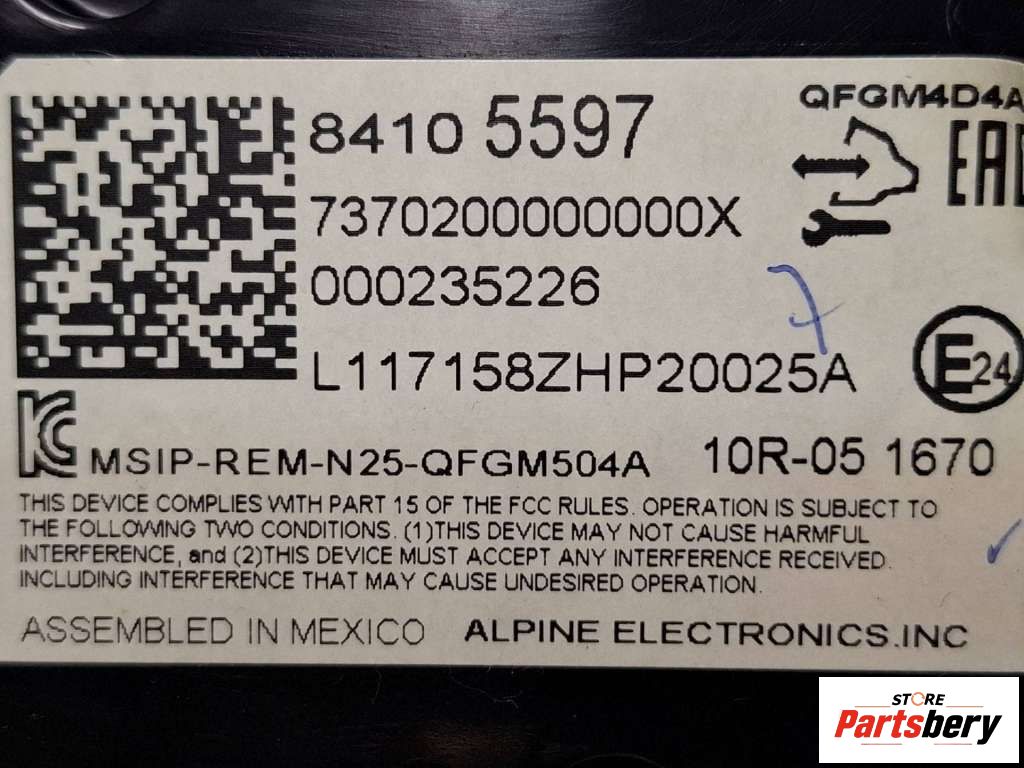 QFGM4D4A
8410 5597
7370200000000X
000235226
L117158ZHP20025A
7
E24
EAC
KC MSIP-REM-N25-QFGM504A 10R-05 1670
THIS DEVICE COMPLIES WITH PART 15 OF THE FCC RULES. OPERATION IS SUBJECT TO
THE FOLLOWING TWO CONDITIONS. (1)THIS DEVICE MAY NOT CAUSE HARMFUL
INTERFERENCE, and (2)THIS DEVICE MUST ACCEPT ANY INTERFERENCE RECEIVED.
INCLUDING INTERFERENCE THAT MAY CAUSE UNDESIRED OPERATION.
ASSEMBLED IN MEXICO ALPINE ELECTRONICS.INC
STORE
Partsbery